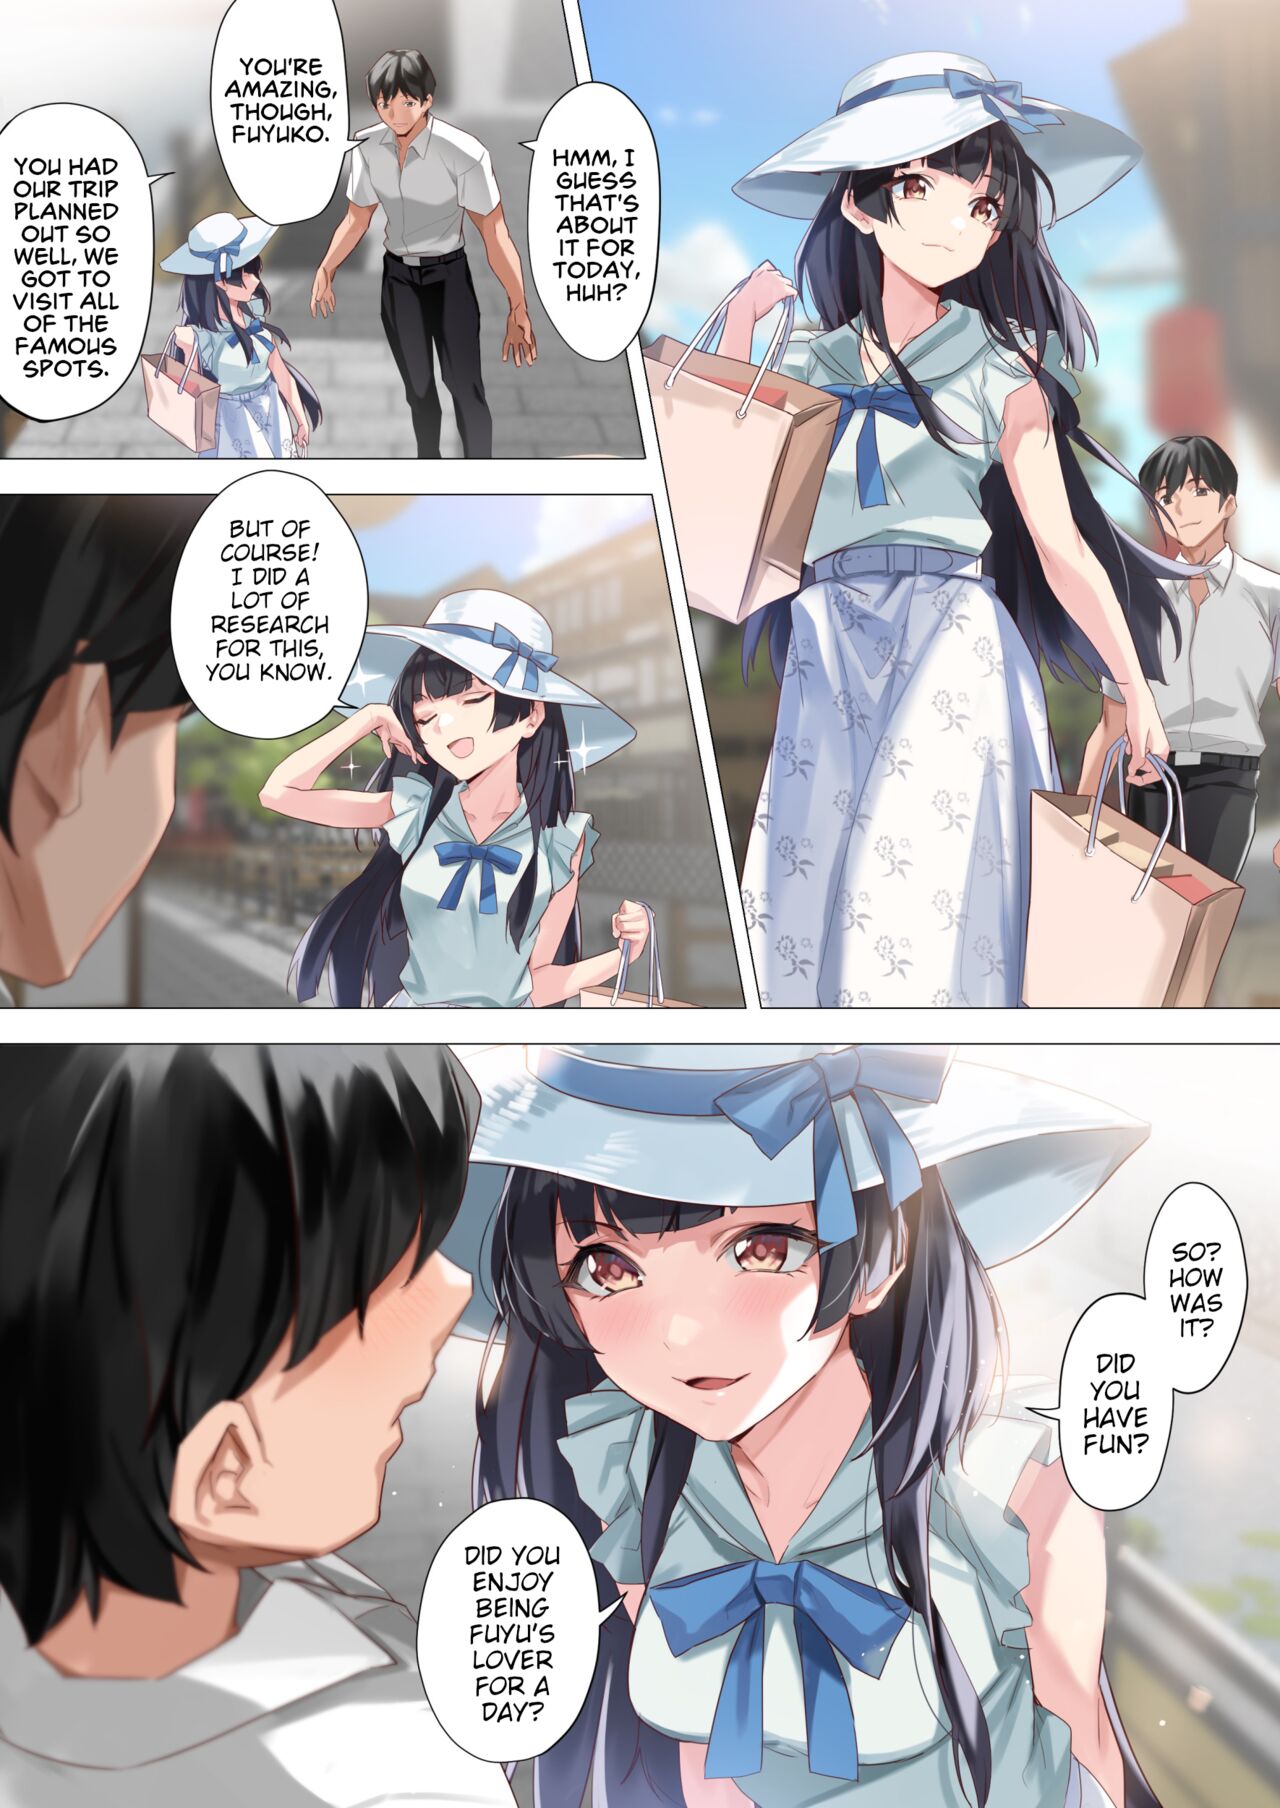 HMM, I
GUESS
THAT'S
ABOUT
IT FOR
TODAY,
HUH?
YOU'RE
AMAZING,
THOUGH,
FUYUKO.
YOU HAD
OUR TRIP
PLANNED
OUT SO
WELL, WE
GOT TO
VISIT ALL
OF THE
FAMOUS
SPOTS.
BUT OF
COURSE!
I DID A
LOT OF
RESEARCH
FOR THIS,
YOU KNOW.
SO?
HOW
WAS
IT?
DID
YOU
HAVE
FUN?
DID YOU
ENJOY
BEING
FUYU'S
LOVER
FOR A
DAY?